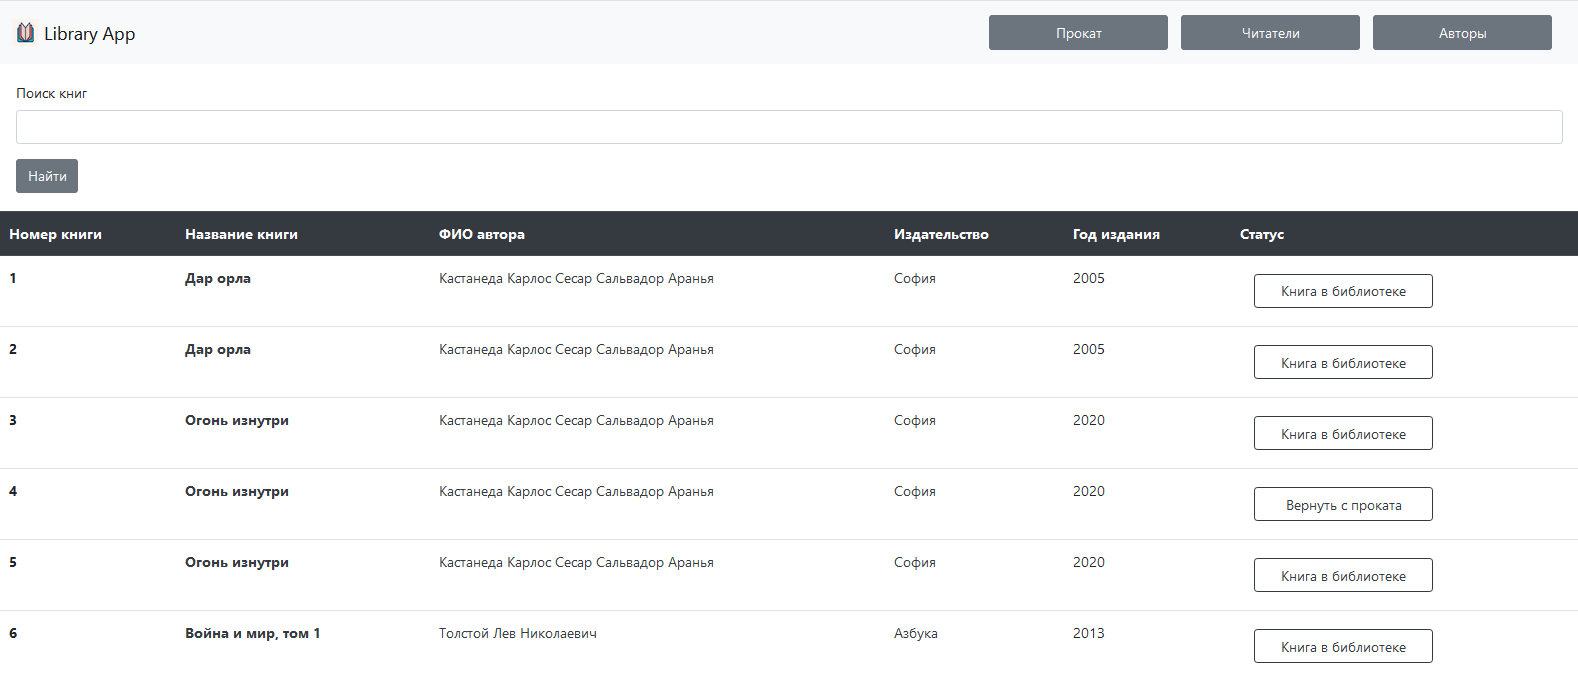 Library App
Прокат
Читатели
Авторы
Поиск книг
Найти
Номер книги Название книги ФИО автора Издательство Год издания Статус
1 Дар орла Кастанеда Карлос Сесар Сальвадор Аранья София 2005 Книга в библиотеке
2 Дар орла Кастанеда Карлос Сесар Сальвадор Аранья София 2005 Книга в библиотеке
3 Огонь изнутри Кастанеда Карлос Сесар Сальвадор Аранья София 2020 Книга в библиотеке
4 Огонь изнутри Кастанеда Карлос Сесар Сальвадор Аранья София 2020 Вернуть с проката
5 Огонь изнутри Кастанеда Карлос Сесар Сальвадор Аранья София 2020 Книга в библиотеке
6 Война и мир, том 1 Толстой Лев Николаевич Азбука 2013 Книга в библиотеке